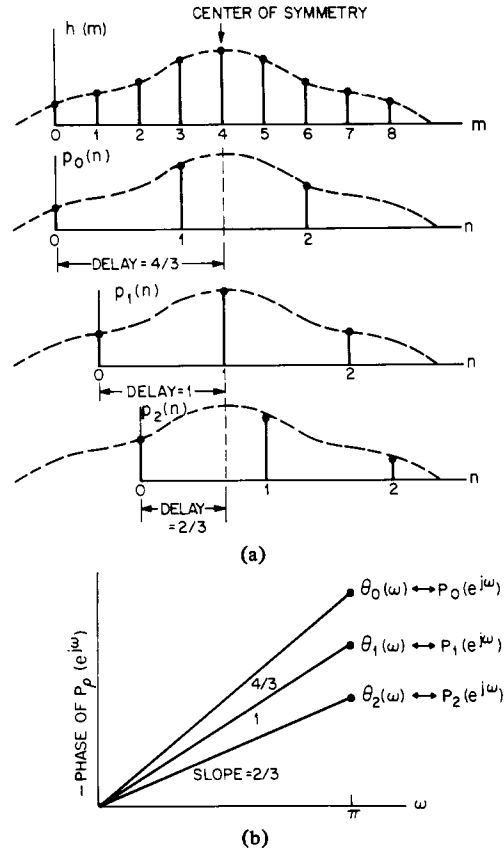 CENTER OF SYMMETRY
h (m)
0 1 2 3 4 5 6 7 8 m
p₀(n)
0 1 2 n
DELAY = 4/3
p₁(n)
0 1 2 n
DELAY=1
p₂(n)
0 1 2 n
DELAY
=2/3
(a)
−PHASE OF Pρ (e^jω)
θ₀(ω) ↔ P₀(e^jω)
θ₁(ω) ↔ P₁(e^jω)
θ₂(ω) ↔ P₂(e^jω)
4/3
1
SLOPE=2/3
π ω
(b)